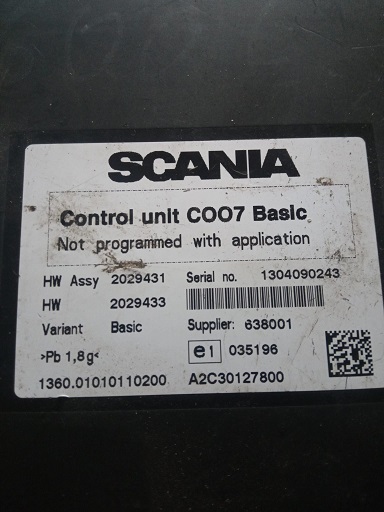 SCANIA
Control unit COO7 Basic
Not programmed with application
HW Assy 2029431 Serial no. 1304090243
HW 2029433
Variant Basic Supplier: 638001
>Pb 1,8g< e1 035196
1360.01010110200 A2C30127800